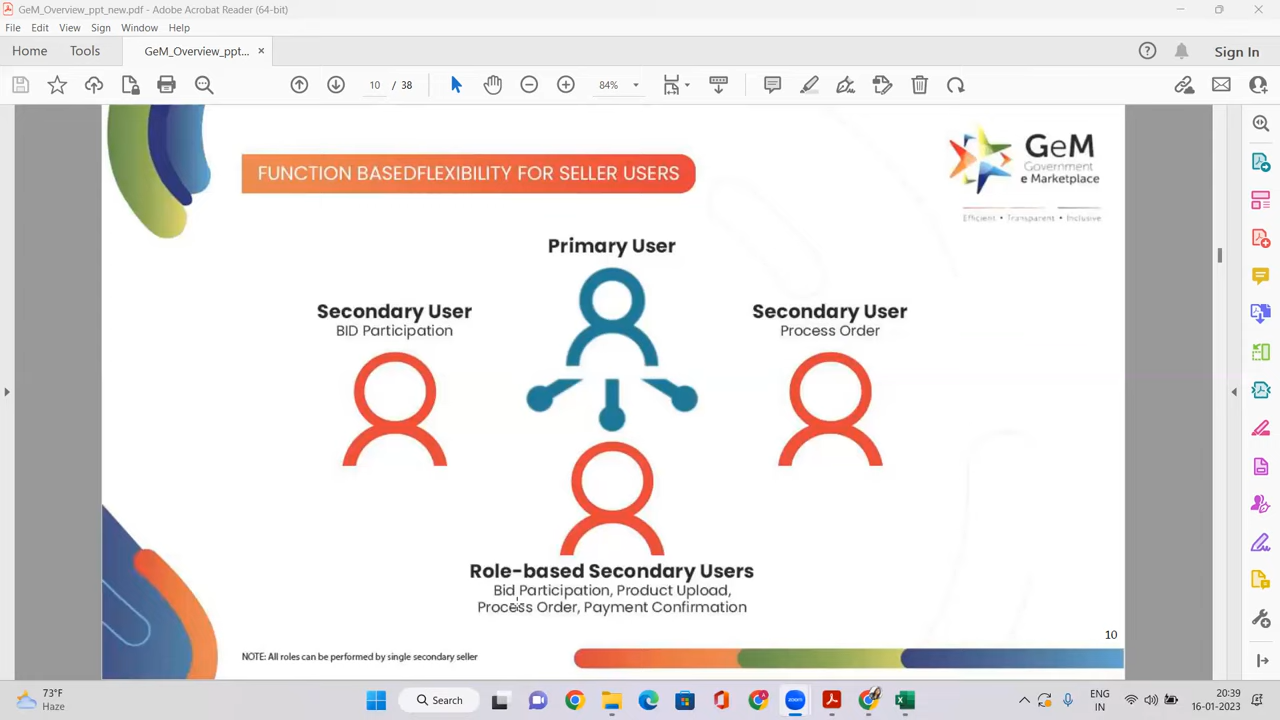 GeM_Overview_ppt_new.pdf - Adobe Acrobat Reader (64-bit)
File Edit View Sign Window Help
Home Tools GeM_Overview_ppt... × Sign In
10 / 38 84%
FUNCTION BASEDFLEXIBILITY FOR SELLER USERS
GeM
Government
e Marketplace
Efficient • Transparent • Inclusive
Primary User
Secondary User
BID Participation
Secondary User
Process Order
Role-based Secondary Users
Bid Participation, Product Upload,
Process Order, Payment Confirmation
10
NOTE: All roles can be performed by single secondary seller
73°F
Haze
Search
zoom
ENG
IN
20:39
16-01-2023